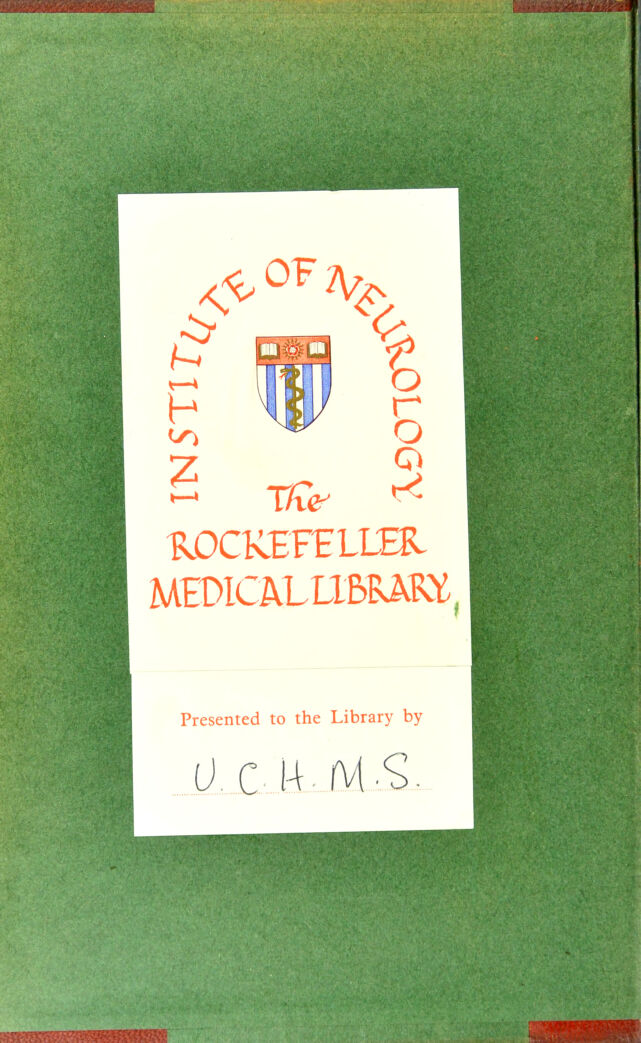 INSTITUTE OF NEUROLOGY
The
ROCKEFELLER
MEDICAL LIBRARY
Presented to the Library by
U.C.H.M.S.